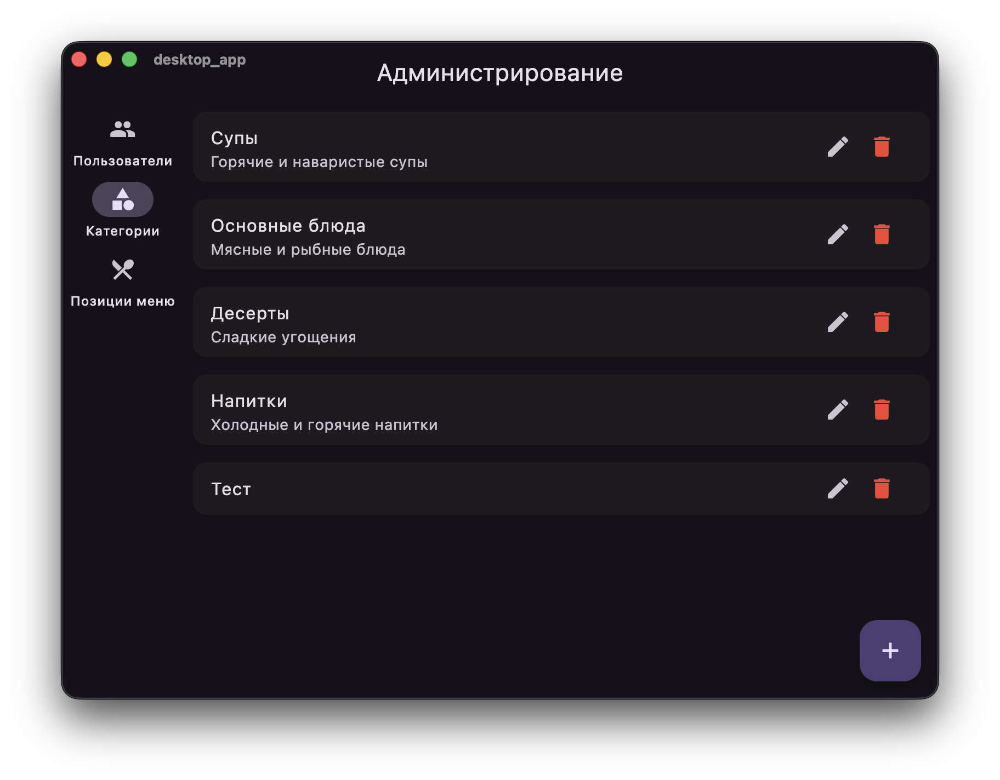 desktop_app
Администрирование
Пользователи
Категории
Позиции меню
Супы
Горячие и наваристые супы
Основные блюда
Мясные и рыбные блюда
Десерты
Сладкие угощения
Напитки
Холодные и горячие напитки
Тест